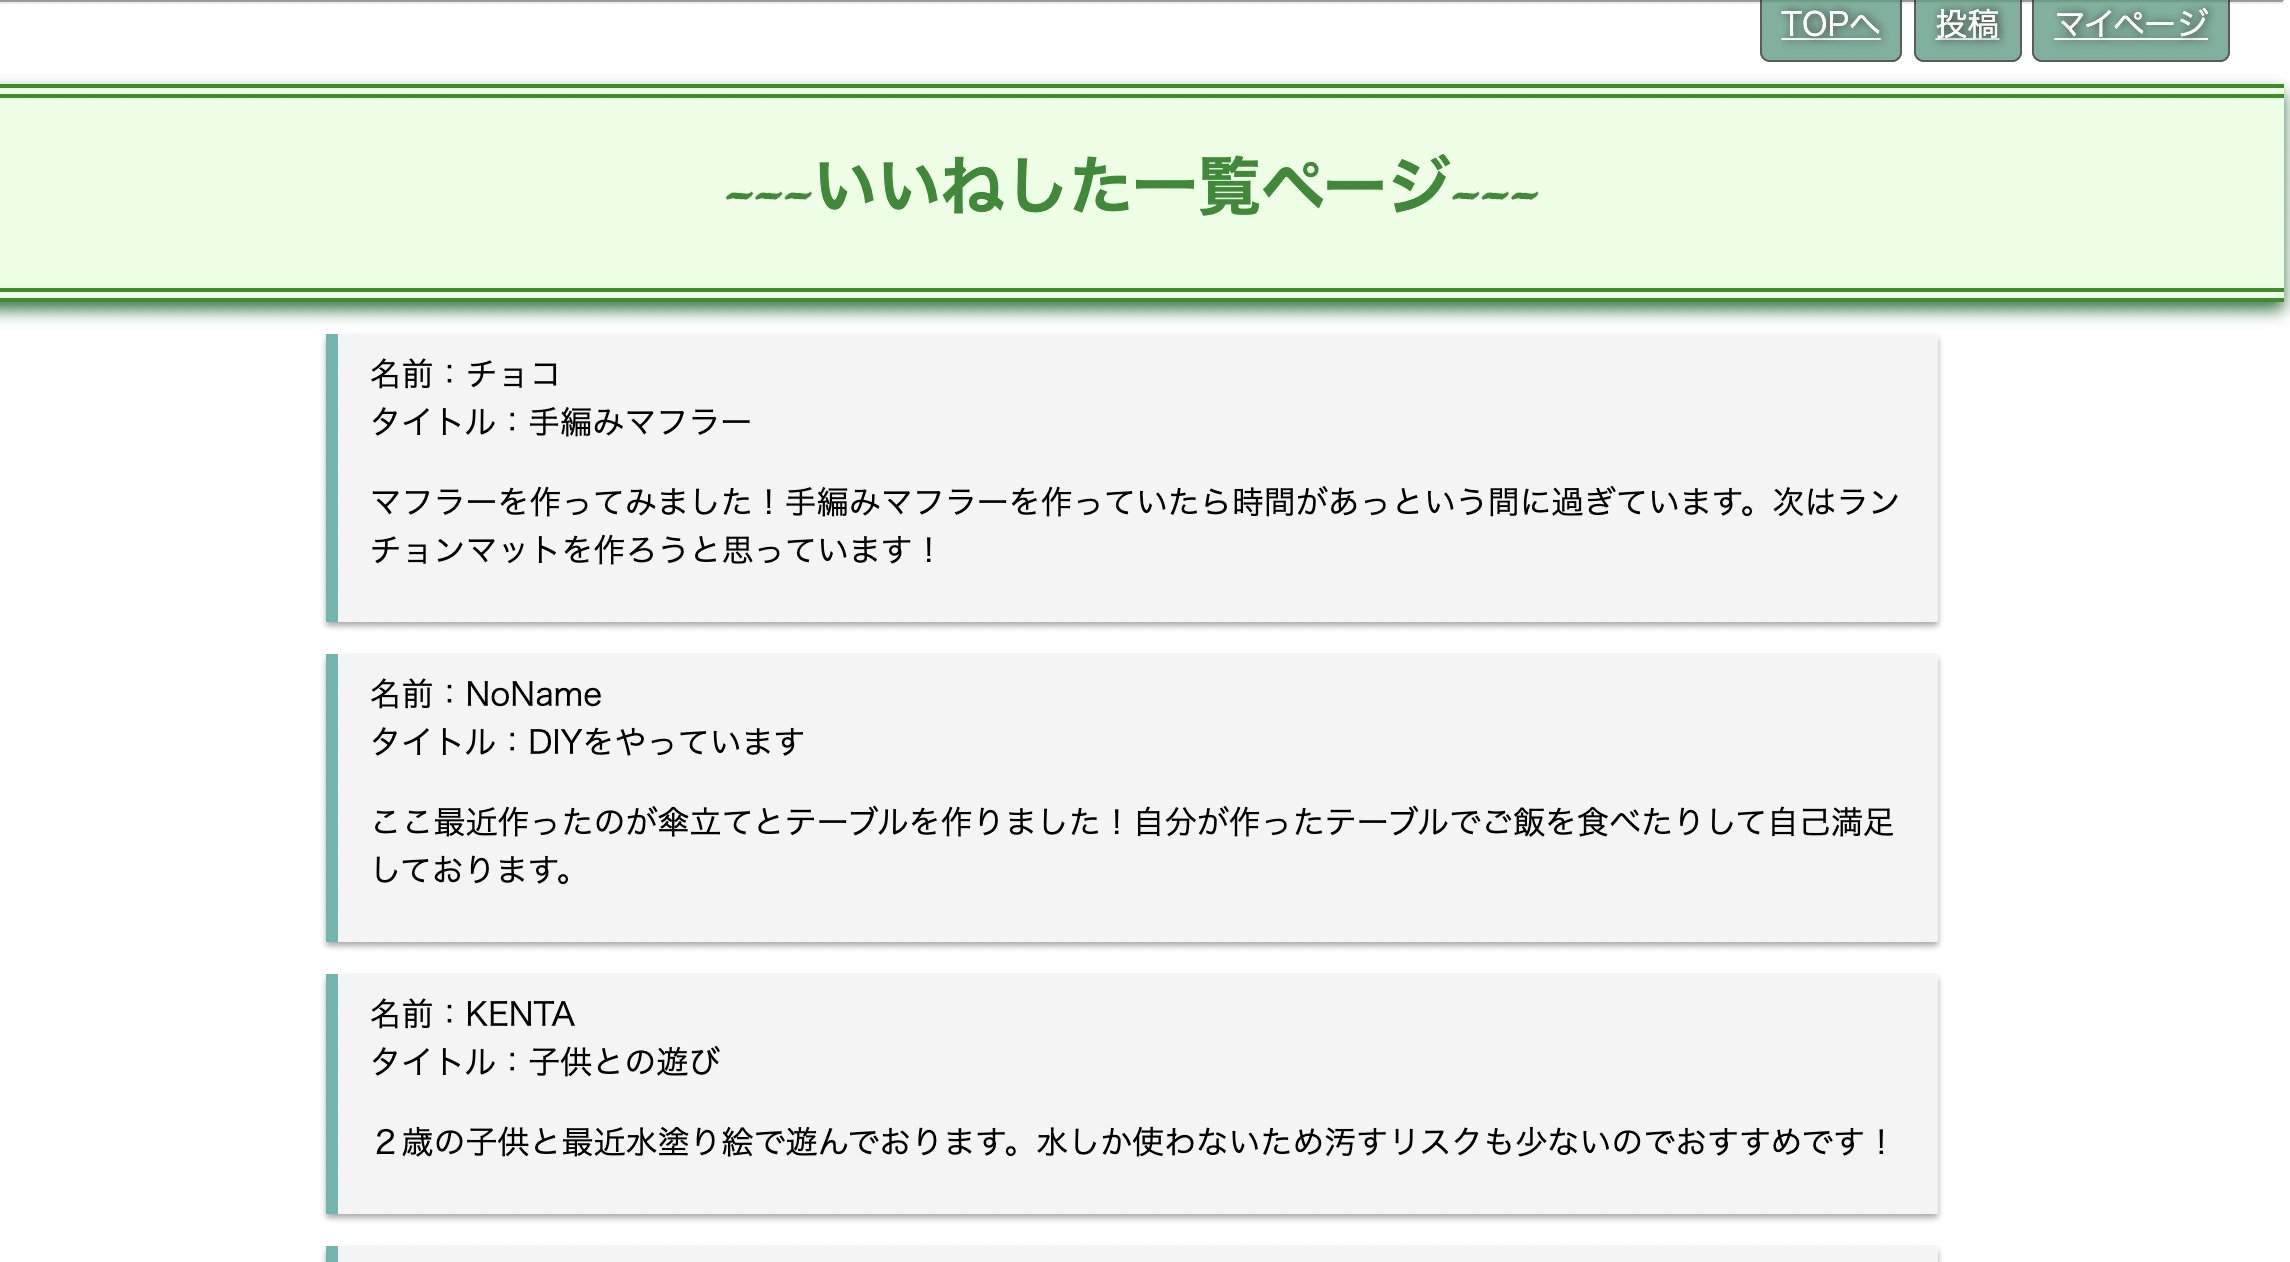 TOPへ 投稿 マイページ
~~~いいねした一覧ページ~~~
名前：チョコ
タイトル：手編みマフラー
マフラーを作ってみました！手編みマフラーを作っていたら時間があっという間に過ぎています。次はラン
チョンマットを作ろうと思っています！
名前：NoName
タイトル：DIYをやっています
ここ最近作ったのが傘立てとテーブルを作りました！自分が作ったテーブルでご飯を食べたりして自己満足
しております。
名前：KENTA
タイトル：子供との遊び
２歳の子供と最近水塗り絵で遊んでおります。水しか使わないため汚すリスクも少ないのでおすすめです！